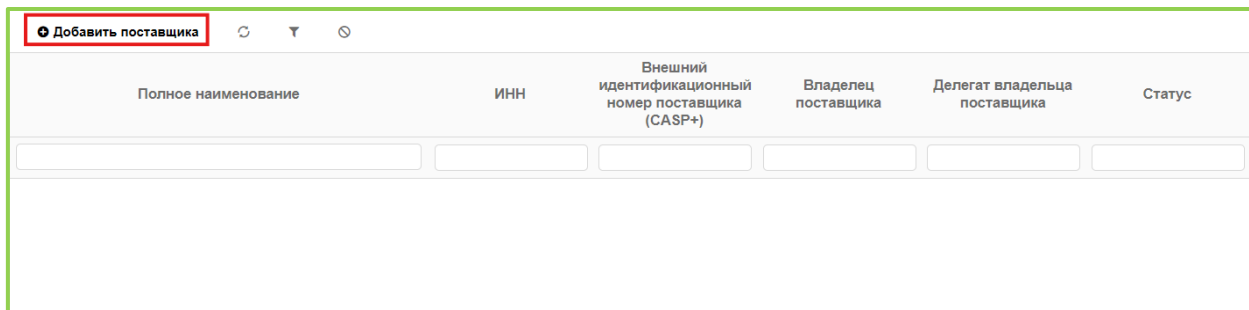 Добавить поставщика
Полное наименование
ИНН
Внешний
идентификационный
номер поставщика
(CASP+)
Владелец
поставщика
Делегат владельца
поставщика
Статус